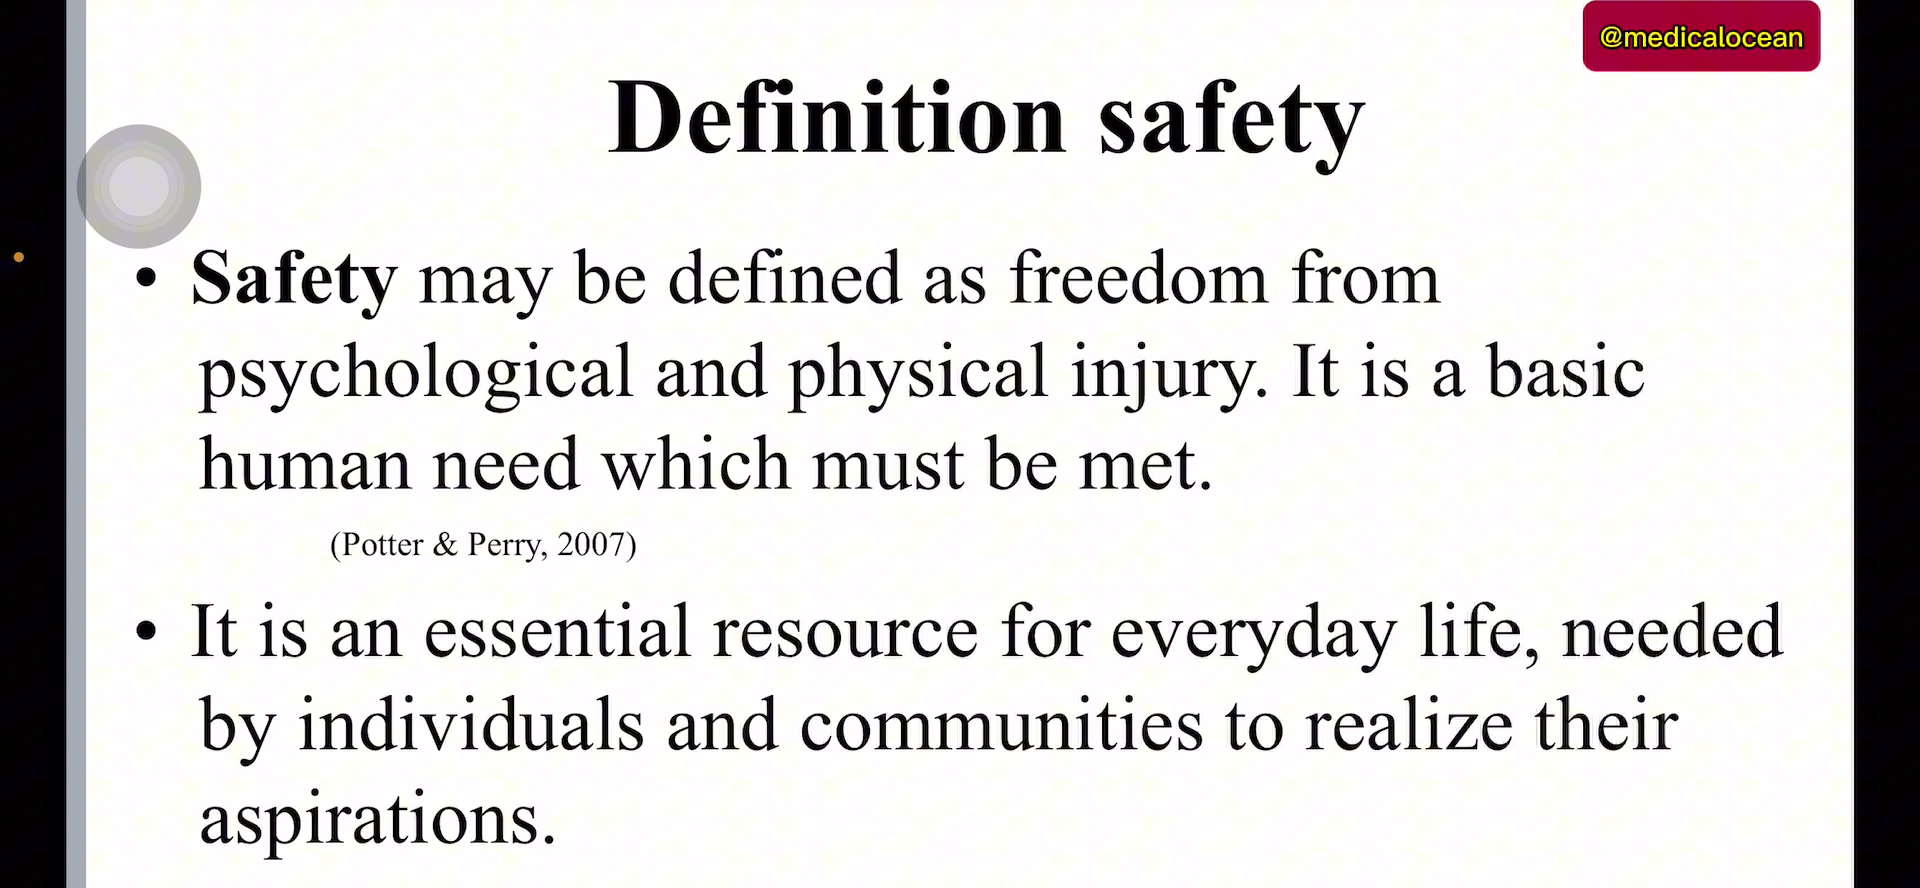 @medicalocean
Definition safety
• Safety may be defined as freedom from
psychological and physical injury. It is a basic
human need which must be met.
(Potter & Perry, 2007)
• It is an essential resource for everyday life, needed
by individuals and communities to realize their
aspirations.